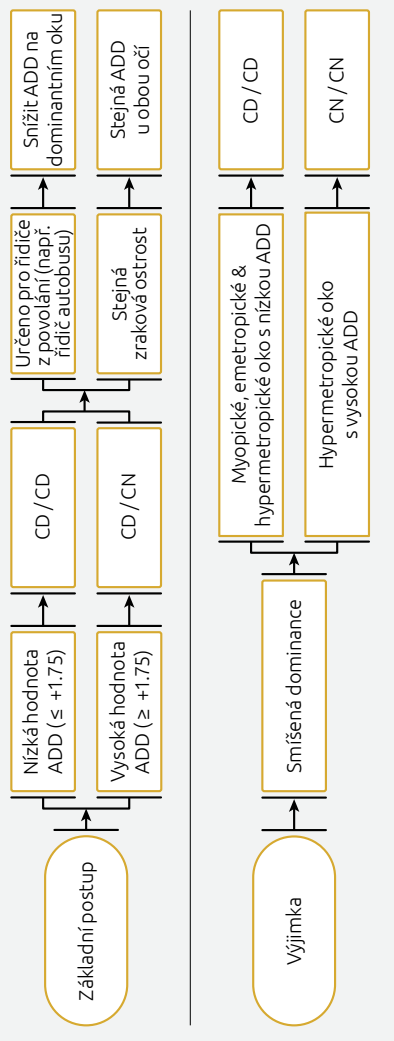 Základní postup
Nízká hodnota
ADD (≤ +1.75)
Vysoká hodnota
ADD (≥ +1.75)
CD / CD
CD / CN
Určeno pro řidiče
z povolání (např.
řidič autobusu)
Stejná
zraková ostrost
Snížit ADD na
dominantním oku
Stejná ADD
u obou očí
Výjimka
Smíšená dominance
Myopické, emetropické &
hypermetropické oko s nízkou ADD
Hypermetropické oko
s vysokou ADD
CD / CD
CN / CN